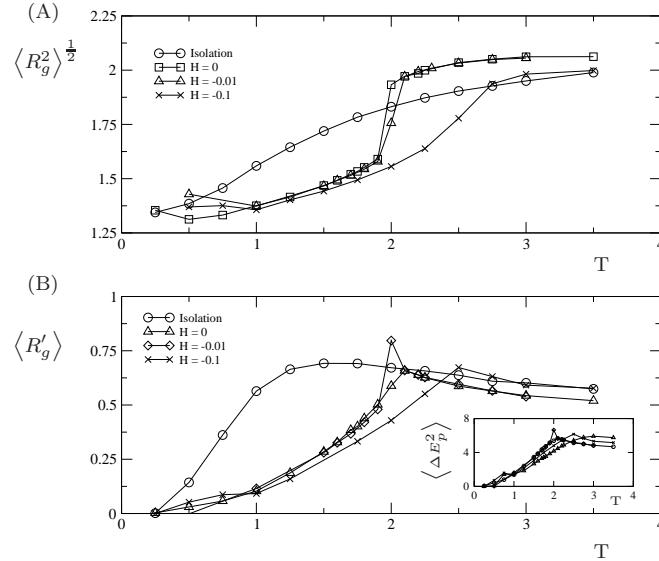 (A)
⟨R_g^2⟩^{1/2}
2.25
2
1.75
1.5
1.25
Isolation
H = 0
H = -0.01
H = -0.1
0 1 2 3 4
T
(B)
⟨R'_g⟩
1
0.75
0.5
0.25
0
Isolation
H = 0
H = -0.01
H = -0.1
⟨ΔE_p^2⟩
8
4
0
0 1 2 3 4
T
0 1 2 3 4
T